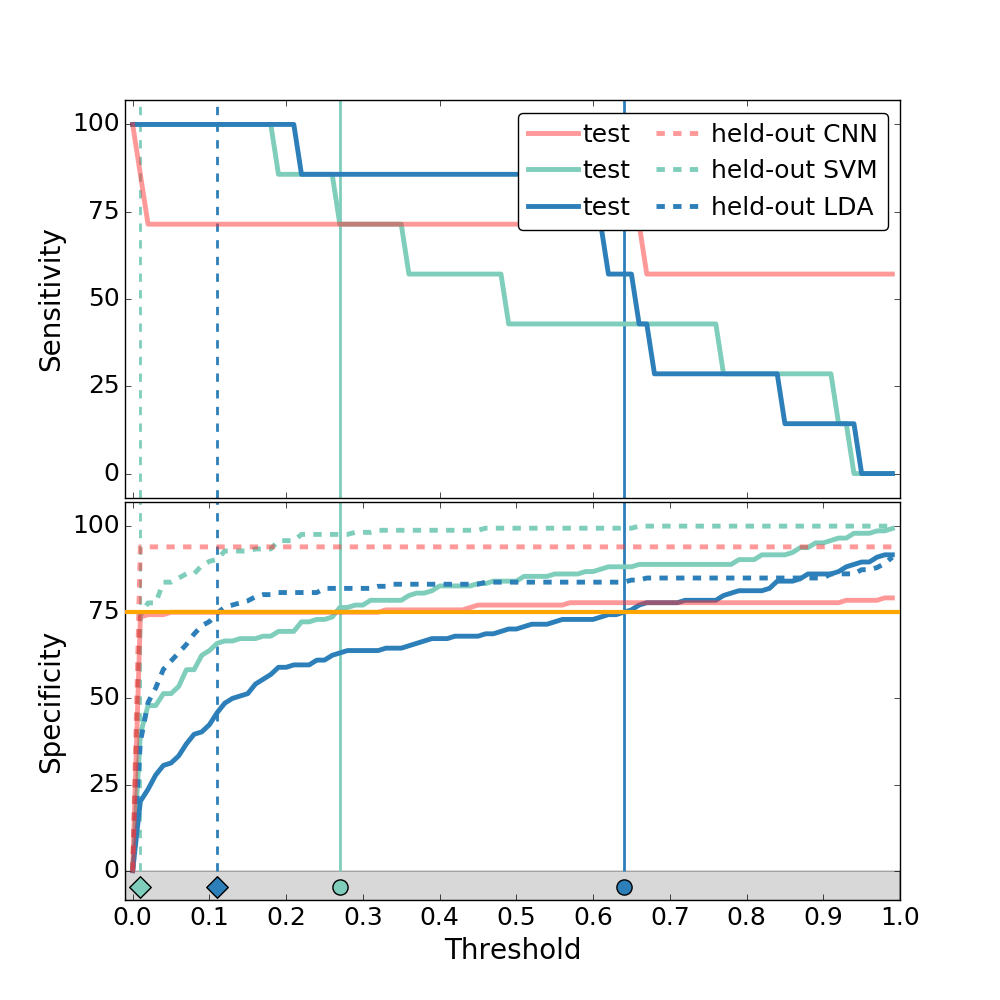 100
75
50
25
0
Sensitivity
test held-out CNN
test held-out SVM
test held-out LDA
100
75
50
25
0
Specificity
0.0 0.1 0.2 0.3 0.4 0.5 0.6 0.7 0.8 0.9 1.0
Threshold